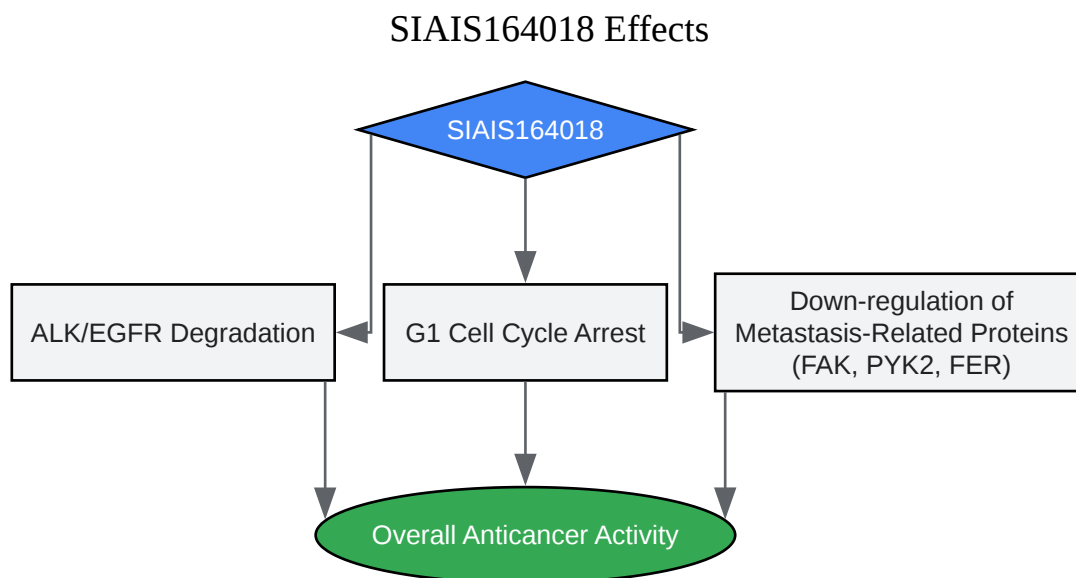 SIAIS164018 Effects
SIAIS164018
ALK/EGFR Degradation
G1 Cell Cycle Arrest
Down-regulation of
Metastasis-Related Proteins
(FAK, PYK2, FER)
Overall Anticancer Activity